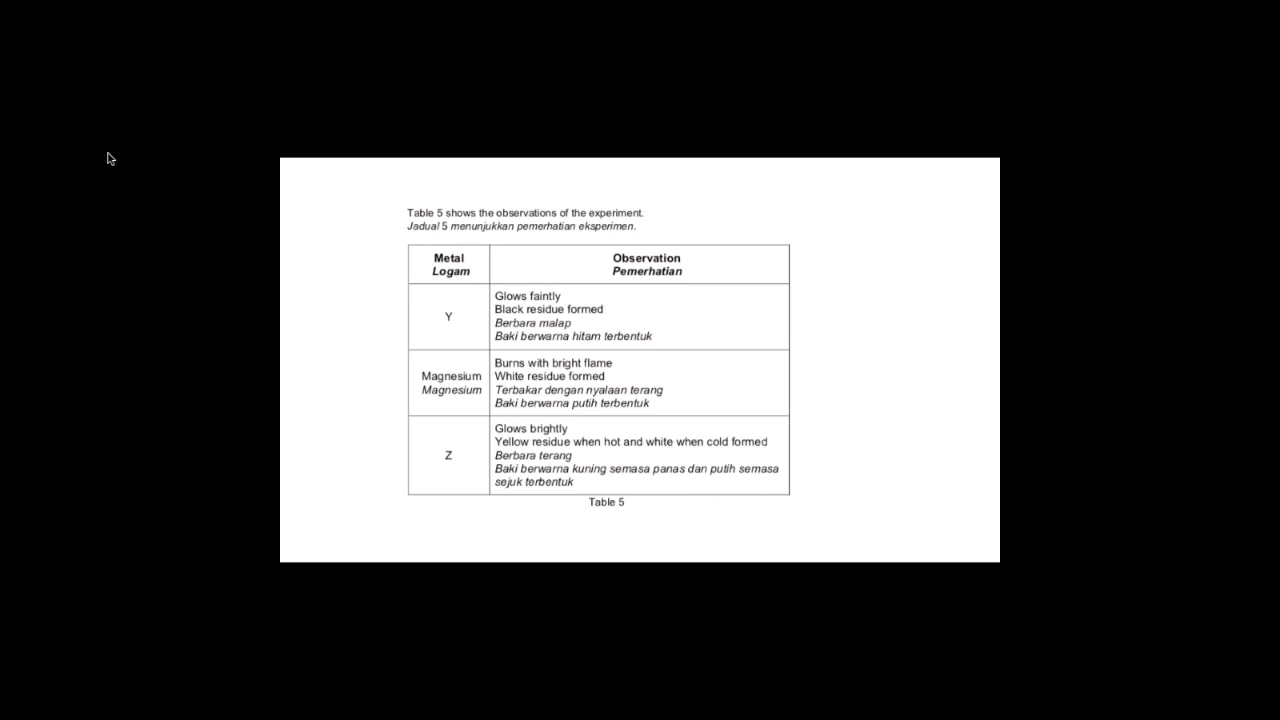 Table 5 shows the observations of the experiment.
Jadual 5 menunjukkan pemerhatian eksperimen.
Metal
Logam
Observation
Pemerhatian
Y
Glows faintly
Black residue formed
Berbara malap
Baki berwarna hitam terbentuk
Magnesium
Magnesium
Burns with bright flame
White residue formed
Terbakar dengan nyalaan terang
Baki berwarna putih terbentuk
Z
Glows brightly
Yellow residue when hot and white when cold formed
Berbara terang
Baki berwarna kuning semasa panas dan putih semasa
sejuk terbentuk
Table 5